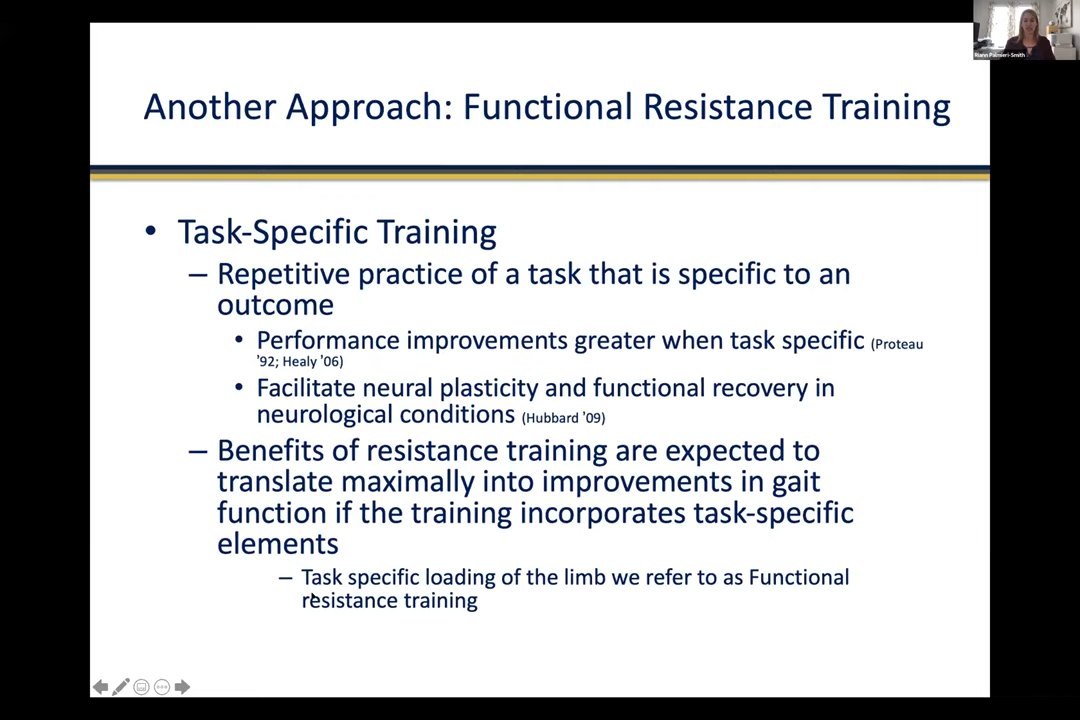 Riann Palmieri-Smith
Another Approach: Functional Resistance Training
• Task-Specific Training
– Repetitive practice of a task that is specific to an
outcome
• Performance improvements greater when task specific (Proteau
’92; Healy ’06)
• Facilitate neural plasticity and functional recovery in
neurological conditions (Hubbard ’09)
– Benefits of resistance training are expected to
translate maximally into improvements in gait
function if the training incorporates task-specific
elements
– Task specific loading of the limb we refer to as Functional
resistance training